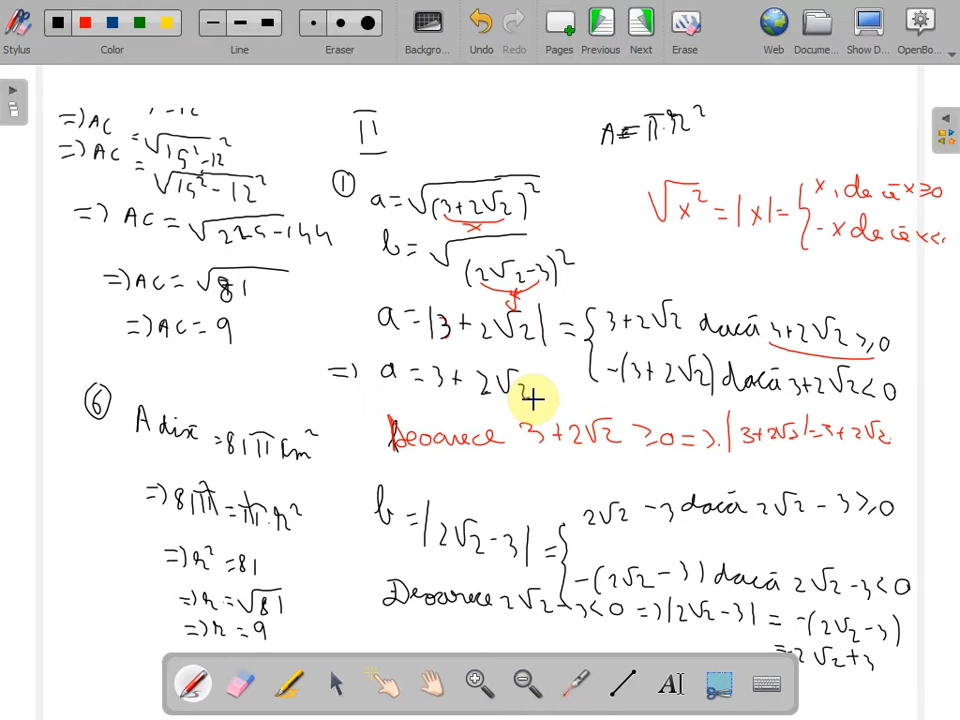 Stylus
Color
Line
Eraser
Backgro...
Undo
Redo
Pages
Previous
Next
Erase
Web
Docume...
Show D...
OpenBo...
=) AC
=) AC = √15² - 12²
√15² - 12²
=) AC = √225 - 144
=) AC = √81
=) AC = 9
⑥ A disc = 81π km²
=) 81π = π·r²
=) r² = 81
=) r = √81
=) r = 9
II
A = π·r²
① a = √(3+2√2)²
x
b = √(2√2-3)²
√x² = |x| = { x, dacă x≥0
-x dacă x<
a = |3+2√2| = { 3+2√2 dacă 3+2√2 ≥ 0
-(3+2√2) dacă 3+2√2 < 0
=) a = 3+2√2
Deoarece 3+2√2 ≥ 0 =) |3+2√2| = 3+2√2
b = |2√2-3| = { 2√2 - 3 dacă 2√2 - 3 ≥ 0
-(2√2 - 3) dacă 2√2 - 3 < 0
Deoarece 2√2 - 3 < 0 =) |2√2-3| = -(2√2-3)
= -2√2+3